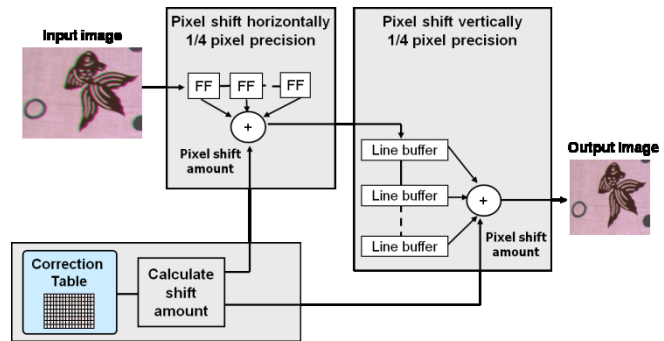 Input image
Pixel shift horizontally
1/4 pixel precision
FF FF FF
+
Pixel shift
amount
Pixel shift vertically
1/4 pixel precision
Line buffer
Line buffer
Line buffer
+
Pixel shift
amount
Output image
Correction
Table
Calculate
shift
amount